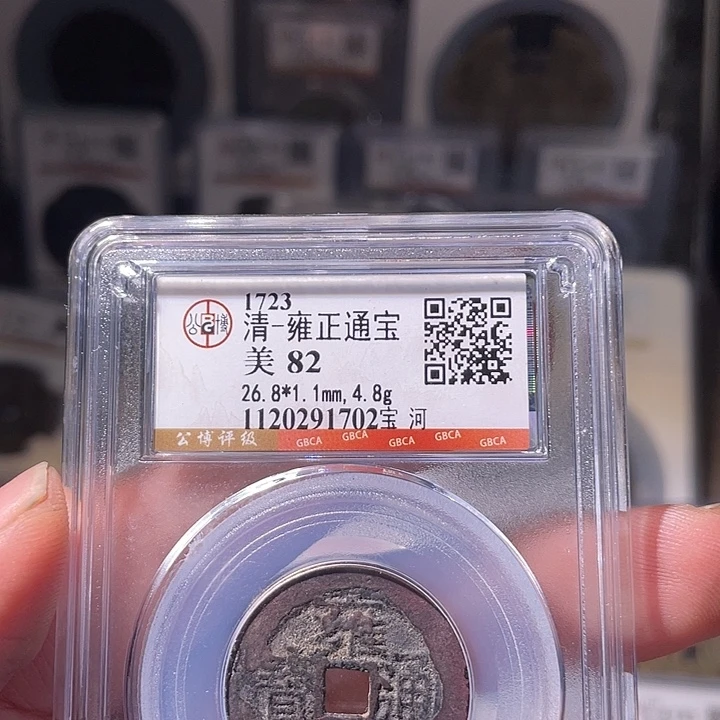 1723
清-雍正通宝
美 82
26.8*1.1mm, 4.8g
1120291702宝 河
公博评级 GBCA GBCA GBCA GBCA GBCA
雍